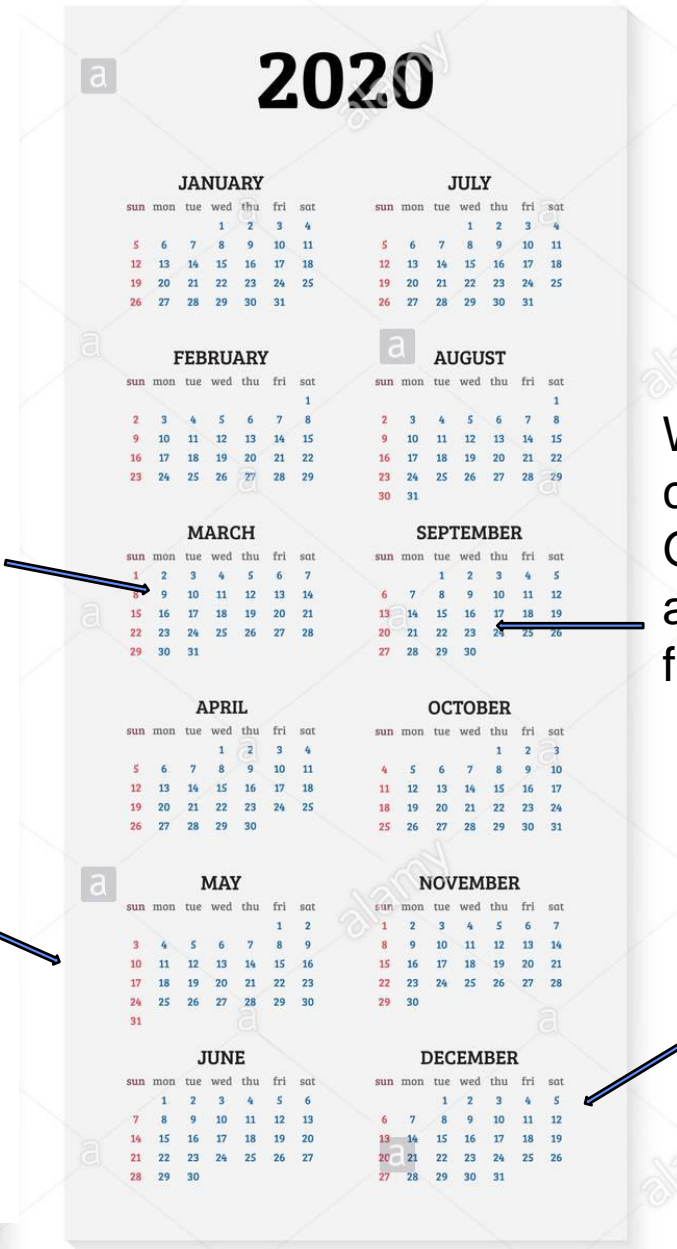 2020
JANUARY
sun mon tue wed thu fri sat
1 2 3 4
5 6 7 8 9 10 11
12 13 14 15 16 17 18
19 20 21 22 23 24 25
26 27 28 29 30 31
FEBRUARY
sun mon tue wed thu fri sat
1
2 3 4 5 6 7 8
9 10 11 12 13 14 15
16 17 18 19 20 21 22
23 24 25 26 27 28 29
MARCH
sun mon tue wed thu fri sat
1 2 3 4 5 6 7
8 9 10 11 12 13 14
15 16 17 18 19 20 21
22 23 24 25 26 27 28
29 30 31
APRIL
sun mon tue wed thu fri sat
1 2 3 4
5 6 7 8 9 10 11
12 13 14 15 16 17 18
19 20 21 22 23 24 25
26 27 28 29 30
MAY
sun mon tue wed thu fri sat
1 2
3 4 5 6 7 8 9
10 11 12 13 14 15 16
17 18 19 20 21 22 23
24 25 26 27 28 29 30
31
JUNE
sun mon tue wed thu fri sat
1 2 3 4 5 6
7 8 9 10 11 12 13
14 15 16 17 18 19 20
21 22 23 24 25 26 27
28 29 30
JULY
sun mon tue wed thu fri sat
1 2 3 4
5 6 7 8 9 10 11
12 13 14 15 16 17 18
19 20 21 22 23 24 25
26 27 28 29 30 31
AUGUST
sun mon tue wed thu fri sat
1
2 3 4 5 6 7 8
9 10 11 12 13 14 15
16 17 18 19 20 21 22
23 24 25 26 27 28 29
30 31
SEPTEMBER
sun mon tue wed thu fri sat
1 2 3 4 5
6 7 8 9 10 11 12
13 14 15 16 17 18 19
20 21 22 23 24 25 26
27 28 29 30
OCTOBER
sun mon tue wed thu fri sat
1 2 3
4 5 6 7 8 9 10
11 12 13 14 15 16 17
18 19 20 21 22 23 24
25 26 27 28 29 30 31
NOVEMBER
sun mon tue wed thu fri sat
1 2 3 4 5 6 7
8 9 10 11 12 13 14
15 16 17 18 19 20 21
22 23 24 25 26 27 28
29 30
DECEMBER
sun mon tue wed thu fri sat
1 2 3 4 5
6 7 8 9 10 11 12
13 14 15 16 17 18 19
20 21 22 23 24 25 26
27 28 29 30 31
a
alamy
a
alamy
a